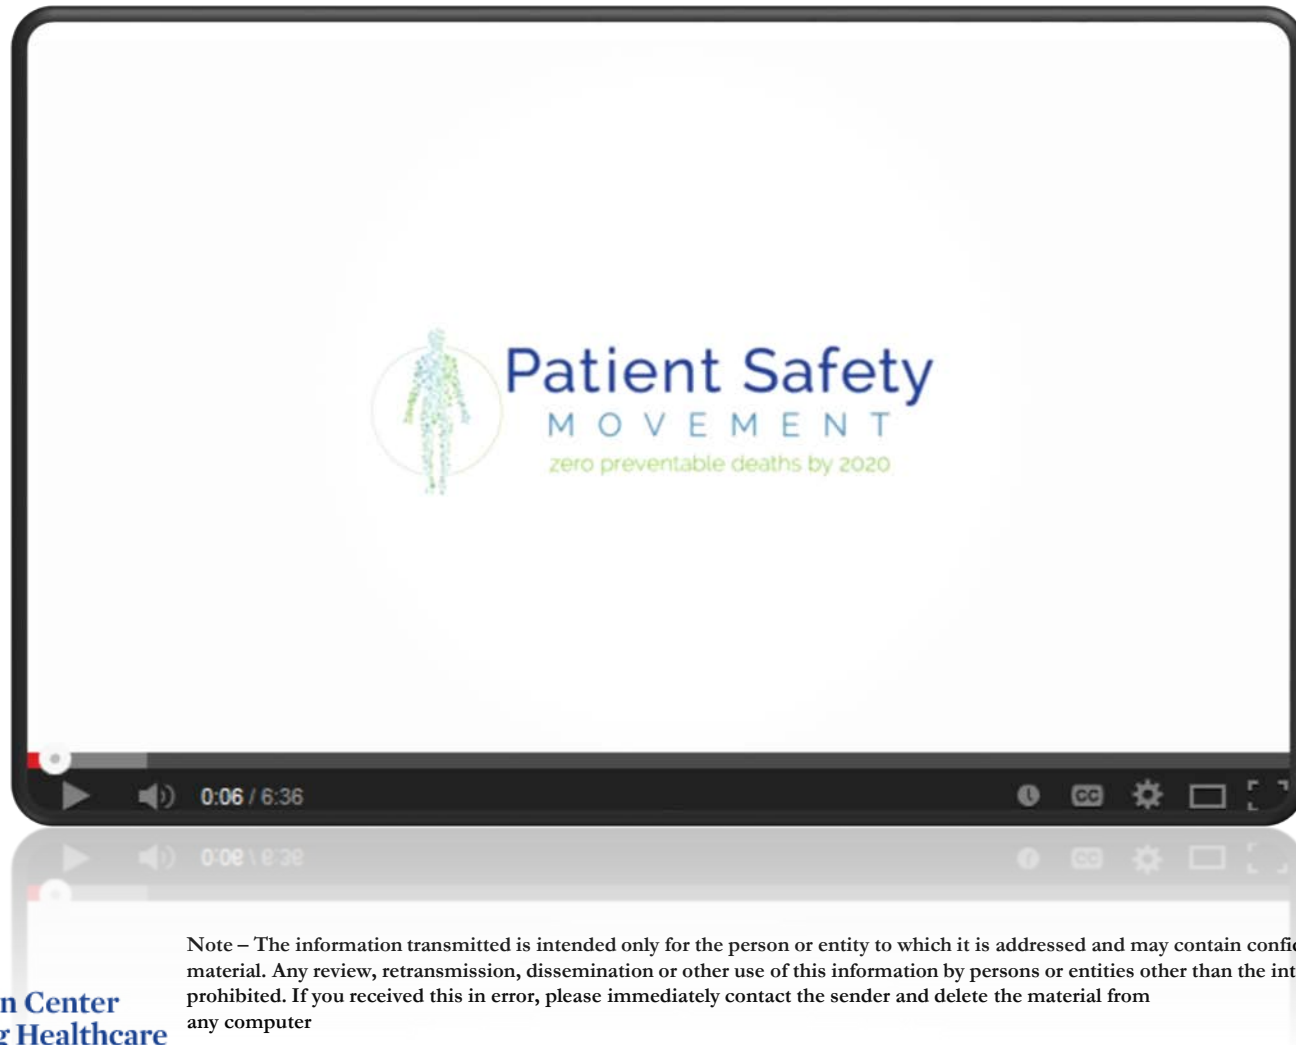 Patient Safety
MOVEMENT
zero preventable deaths by 2020
0:06 / 6:36
CC
Note – The information transmitted is intended only for the person or entity to which it is addressed and may contain
material. Any review, retransmission, dissemination or other use of this information by persons or entities other than the
prohibited. If you received this in error, please immediately contact the sender and delete the material from
any computer
Center
Healthcare